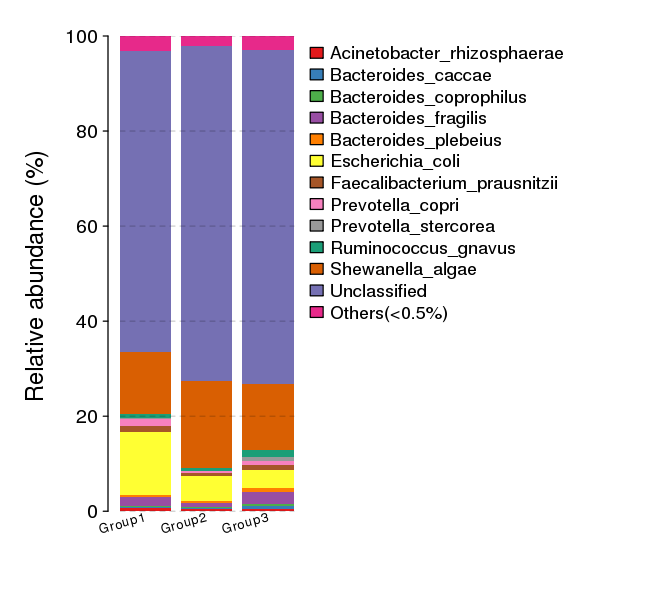 Relative abundance (%)
100
80
60
40
20
0
Group1
Group2
Group3
Acinetobacter_rhizosphaerae
Bacteroides_caccae
Bacteroides_coprophilus
Bacteroides_fragilis
Bacteroides_plebeius
Escherichia_coli
Faecalibacterium_prausnitzii
Prevotella_copri
Prevotella_stercorea
Ruminococcus_gnavus
Shewanella_algae
Unclassified
Others(<0.5%)